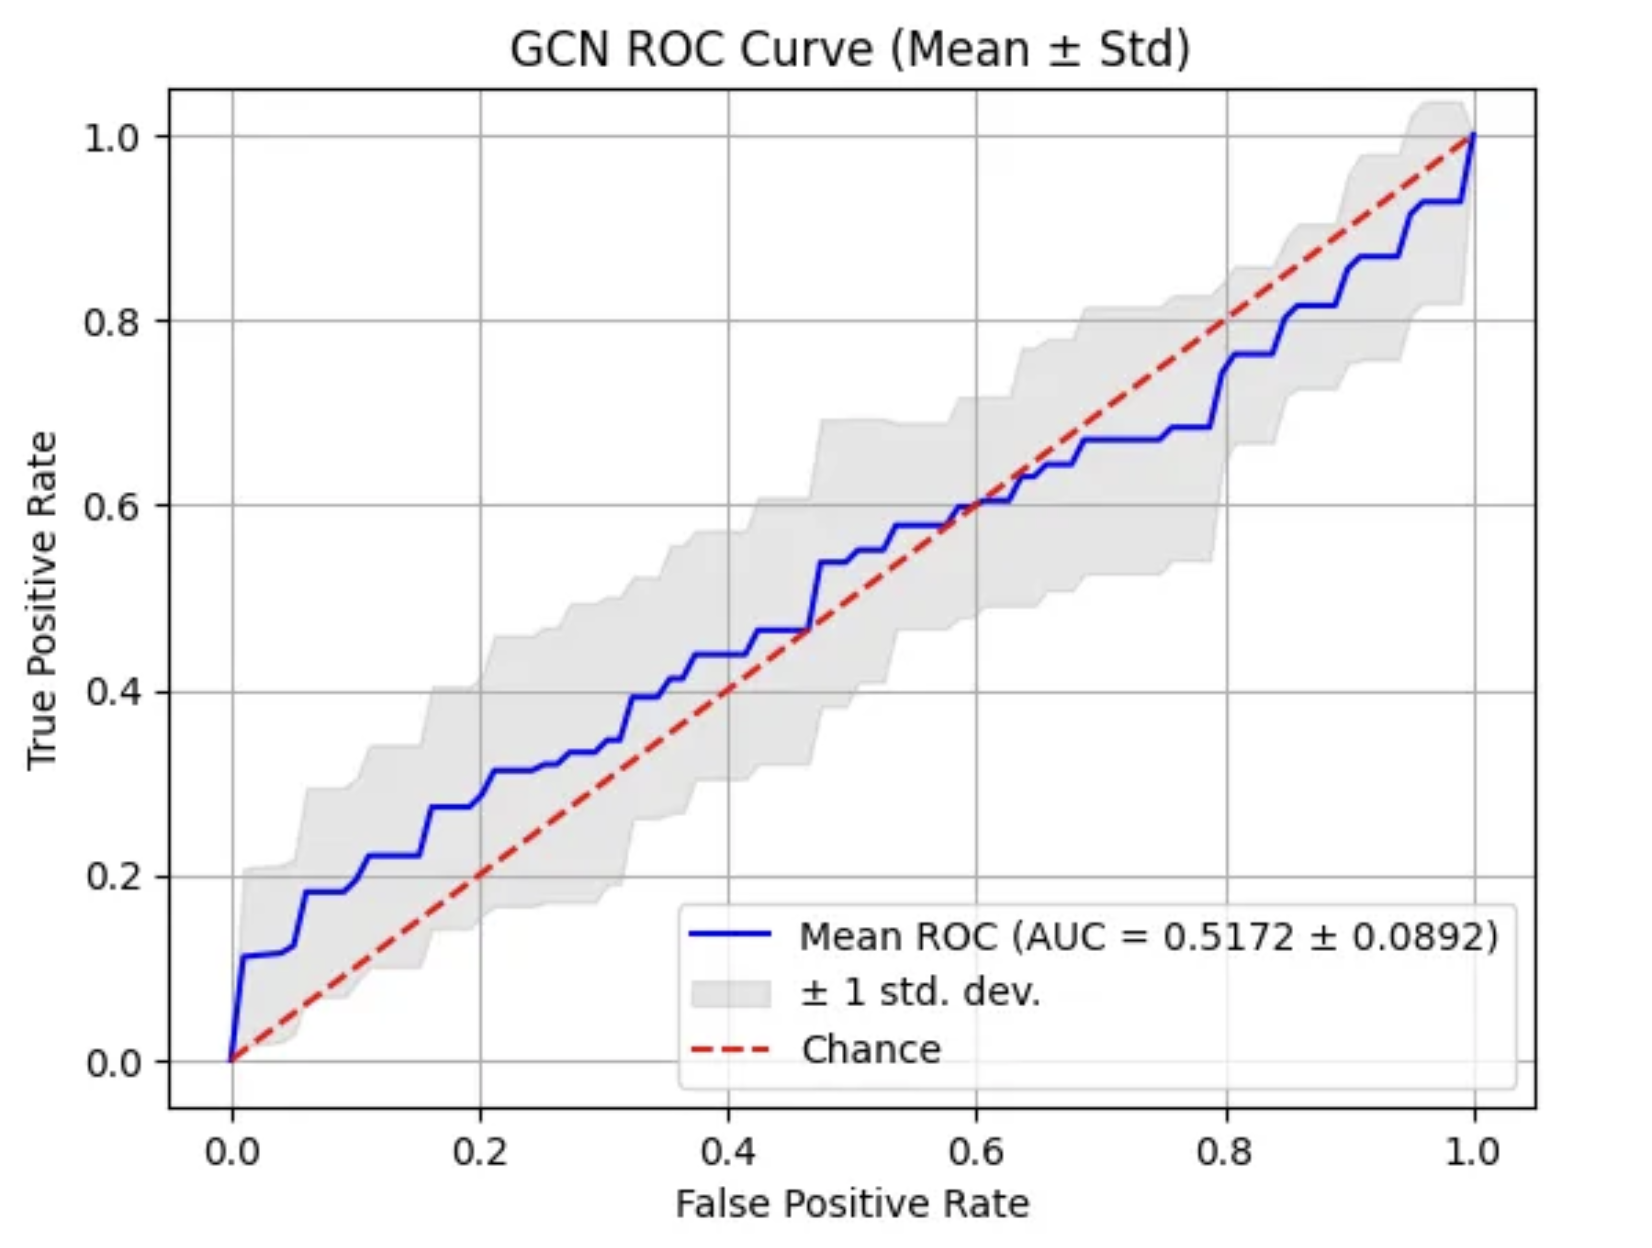 GCN ROC Curve (Mean ± Std)
True Positive Rate
1.0
0.8
0.6
0.4
0.2
0.0
Mean ROC (AUC = 0.5172 ± 0.0892)
± 1 std. dev.
Chance
0.0 0.2 0.4 0.6 0.8 1.0
False Positive Rate